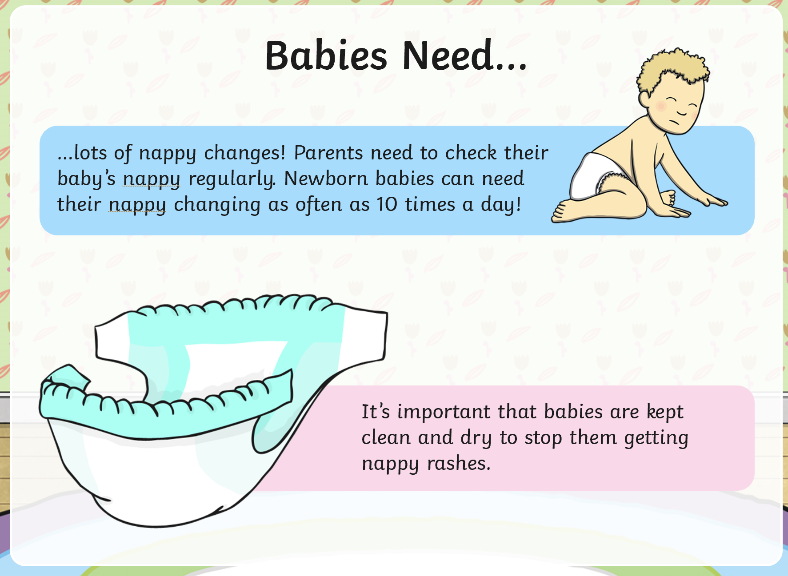 Babies Need...
...lots of nappy changes! Parents need to check their
baby's nappy regularly. Newborn babies can need
their nappy changing as often as 10 times a day!
It's important that babies are kept
clean and dry to stop them getting
nappy rashes.